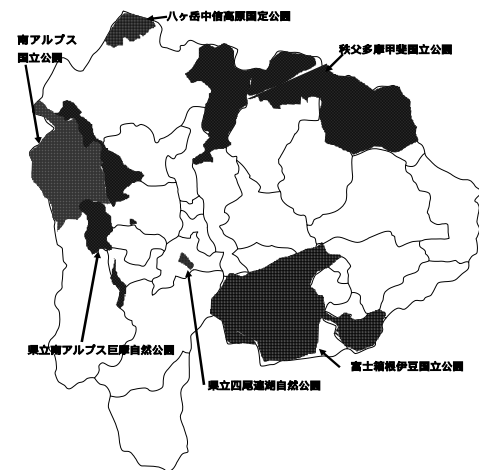 八ヶ岳中信高原国定公園
南アルプス
国立公園
秩父多摩甲斐国立公園
県立南アルプス巨摩自然公園
富士箱根伊豆国立公園
県立四尾連湖自然公園